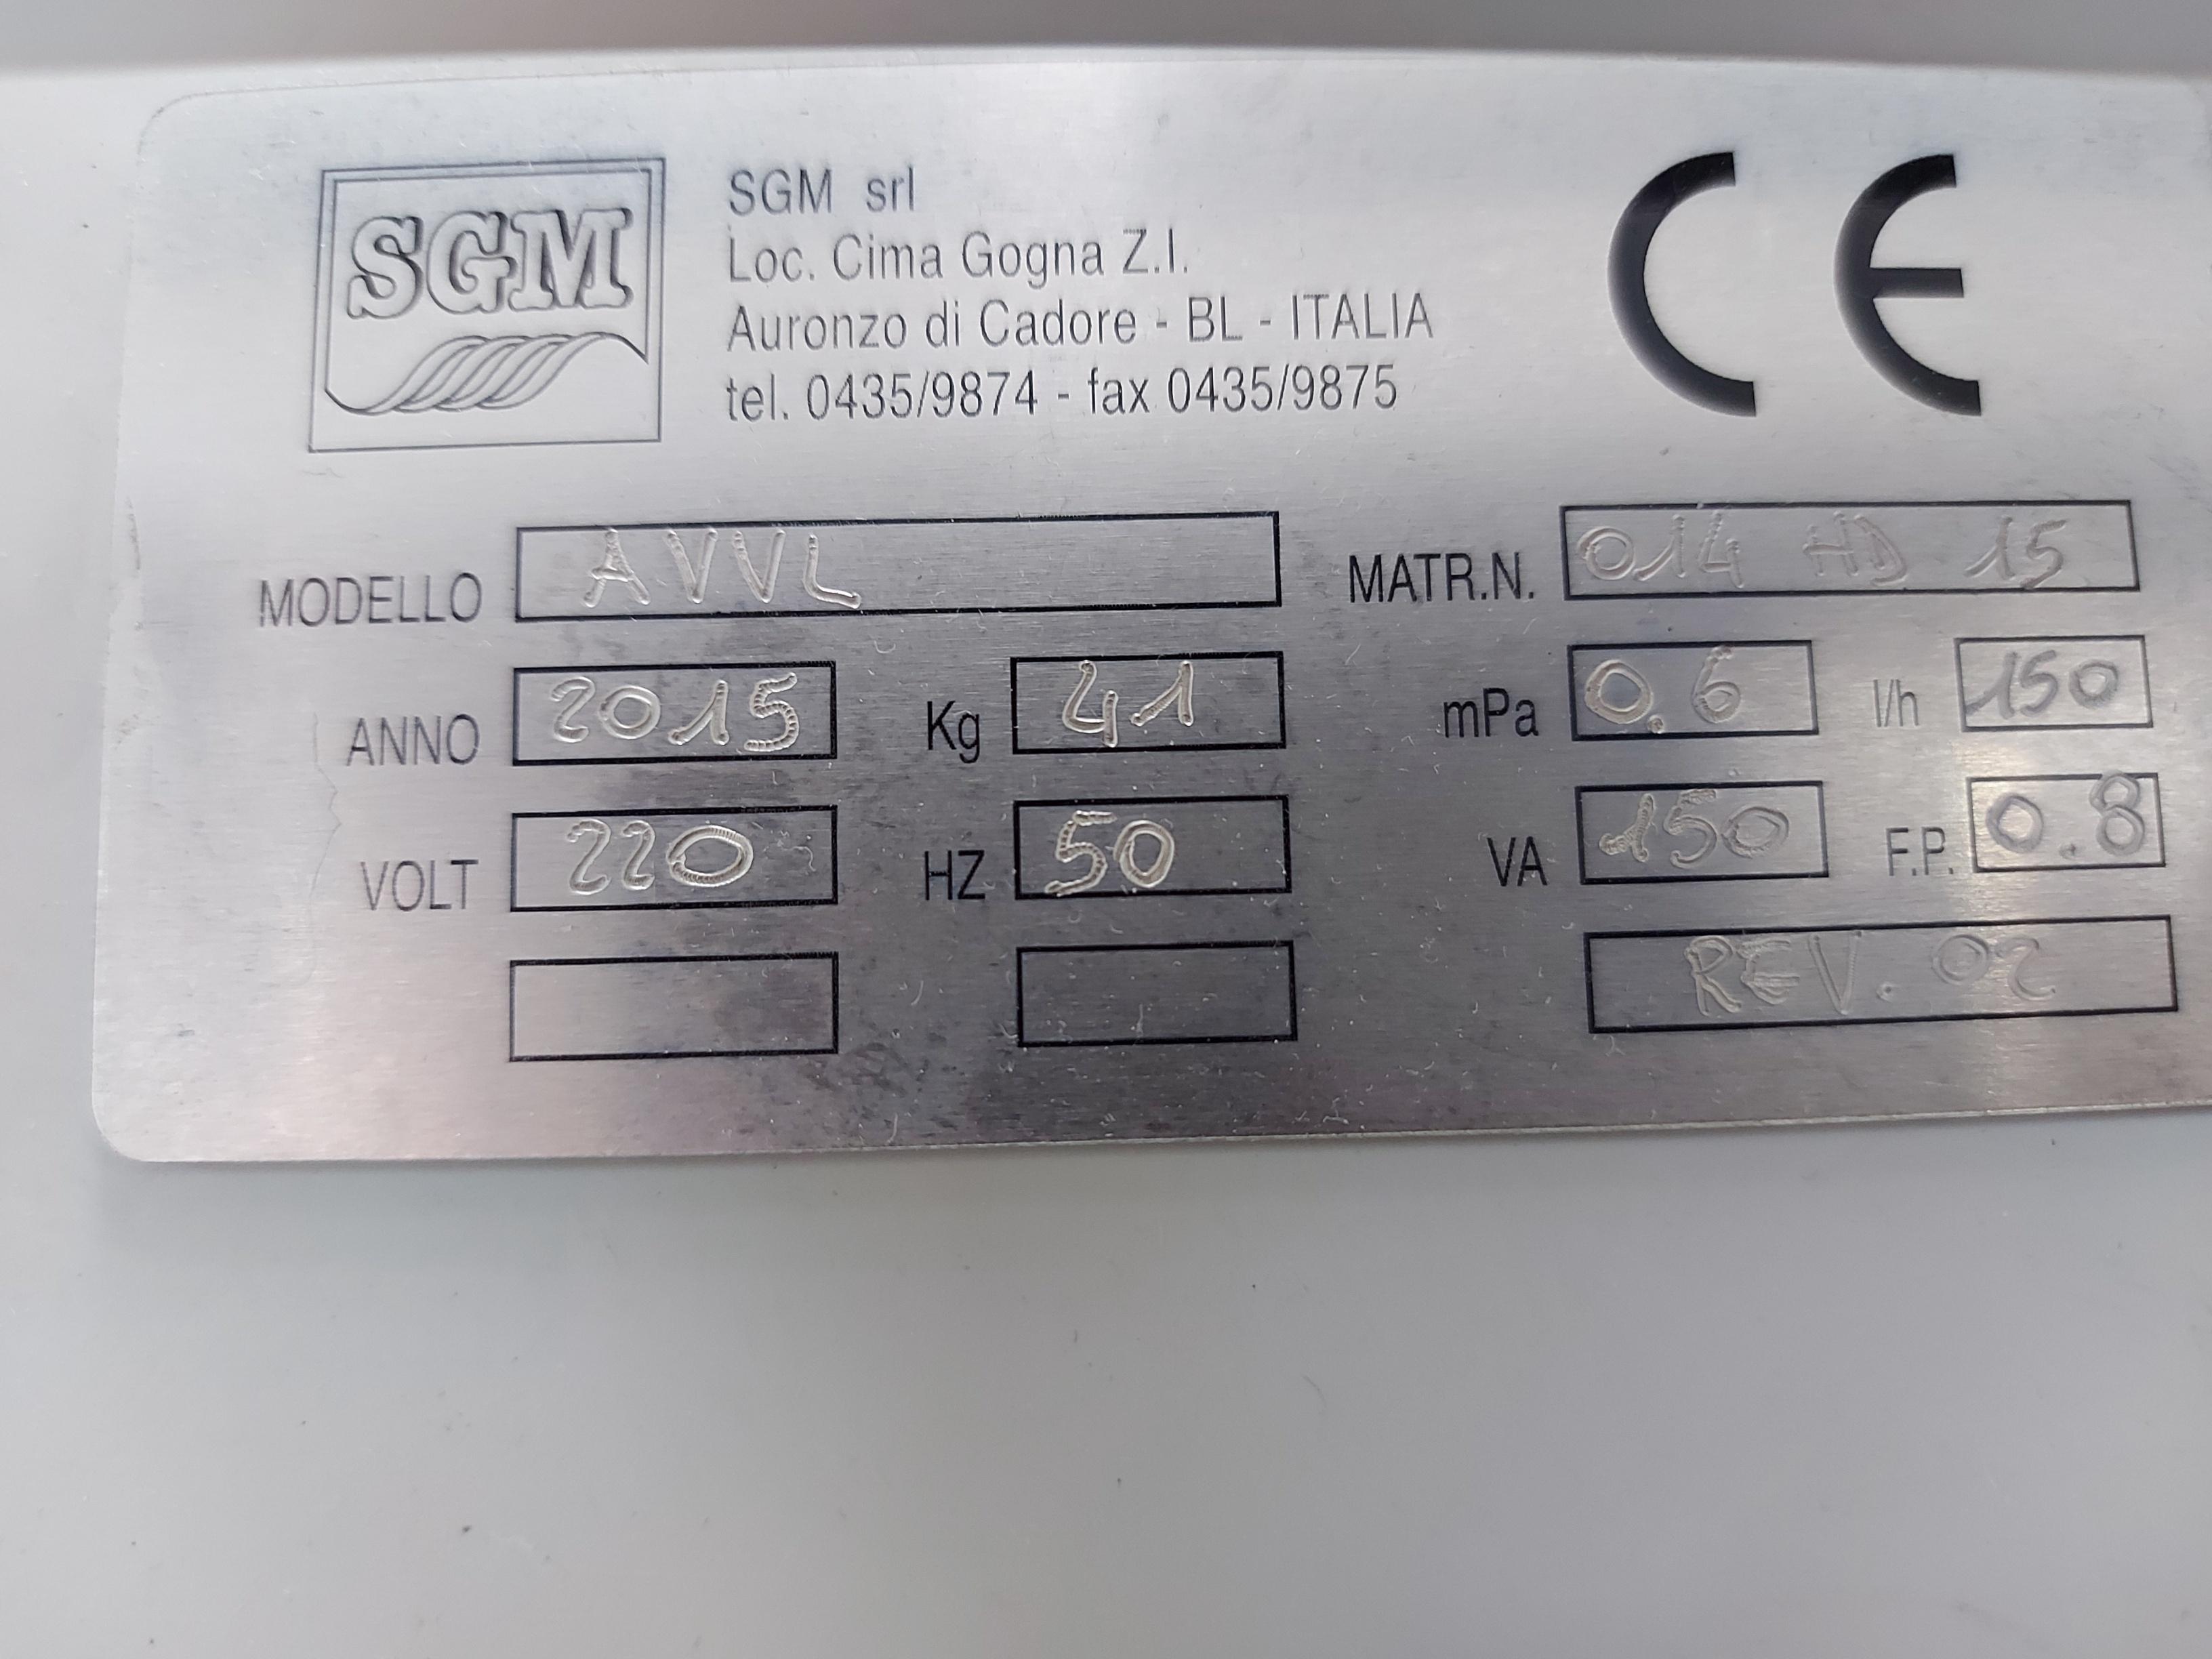 SGM
SGM srl
Loc. Cima Gogna Z.I.
Auronzo di Cadore - BL - ITALIA
tel. 0435/9874 - fax 0435/9875
CE
MODELLO AVVL MATR.N. 014 HD 15
ANNO 2015 Kg 41 mPa 0.6 l/h 150
VOLT 220 HZ 50 VA 150 F.P. 0.8
REV. 02